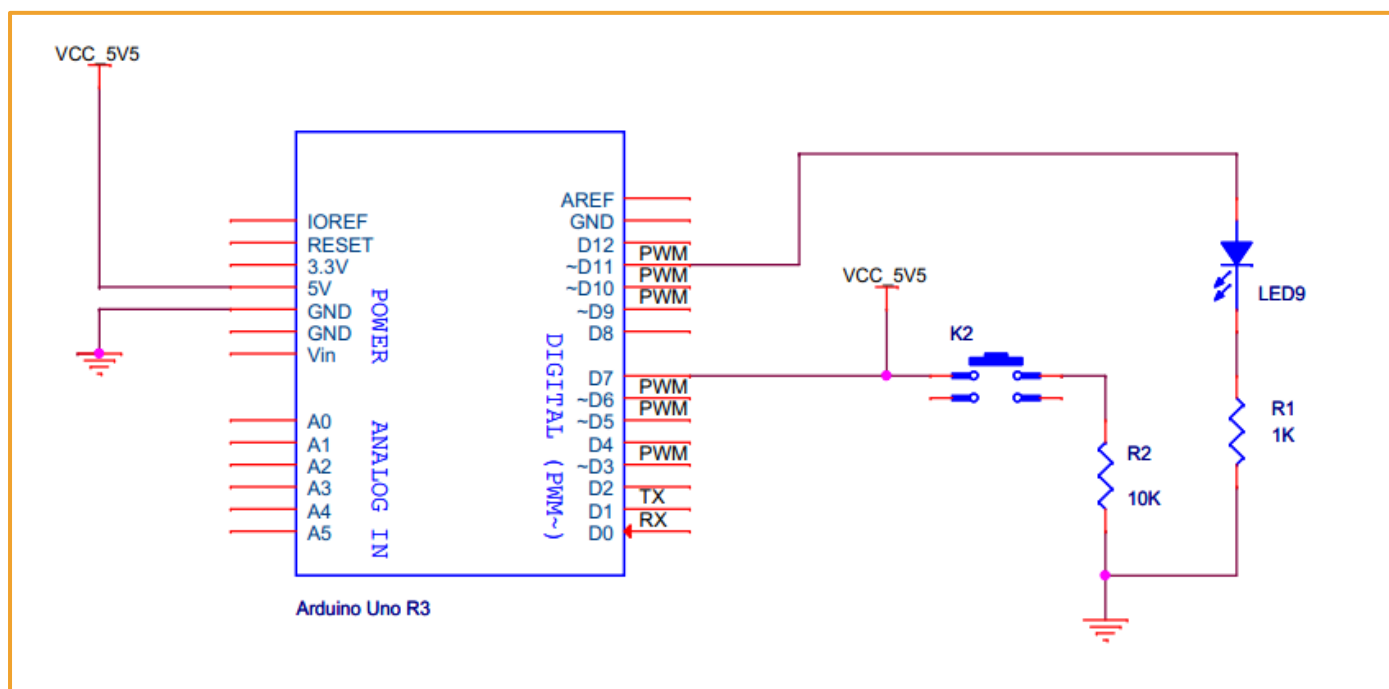 VCC_5V5
IOREF
RESET
3.3V
5V
GND
GND
Vin
POWER
A0
A1
A2
A3
A4
A5
ANALOG IN
AREF
GND
D12
~D11 PWM
~D10 PWM
~D9 PWM
D8
D7
~D6 PWM
~D5 PWM
D4
~D3 PWM
D2
D1 TX
D0 RX
DIGITAL (PWM~)
Arduino Uno R3
VCC_5V5
K2
R2
10K
LED9
R1
1K